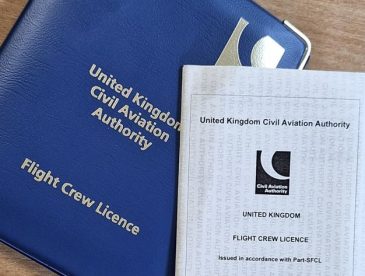 United Kingdom
Civil Aviation
Authority
Flight Crew Licence
United Kingdom Civil Aviation Authority
Civil Aviation
Authority
UNITED KINGDOM
FLIGHT CREW LICENCE
Issued in accordance with Part-SFCL